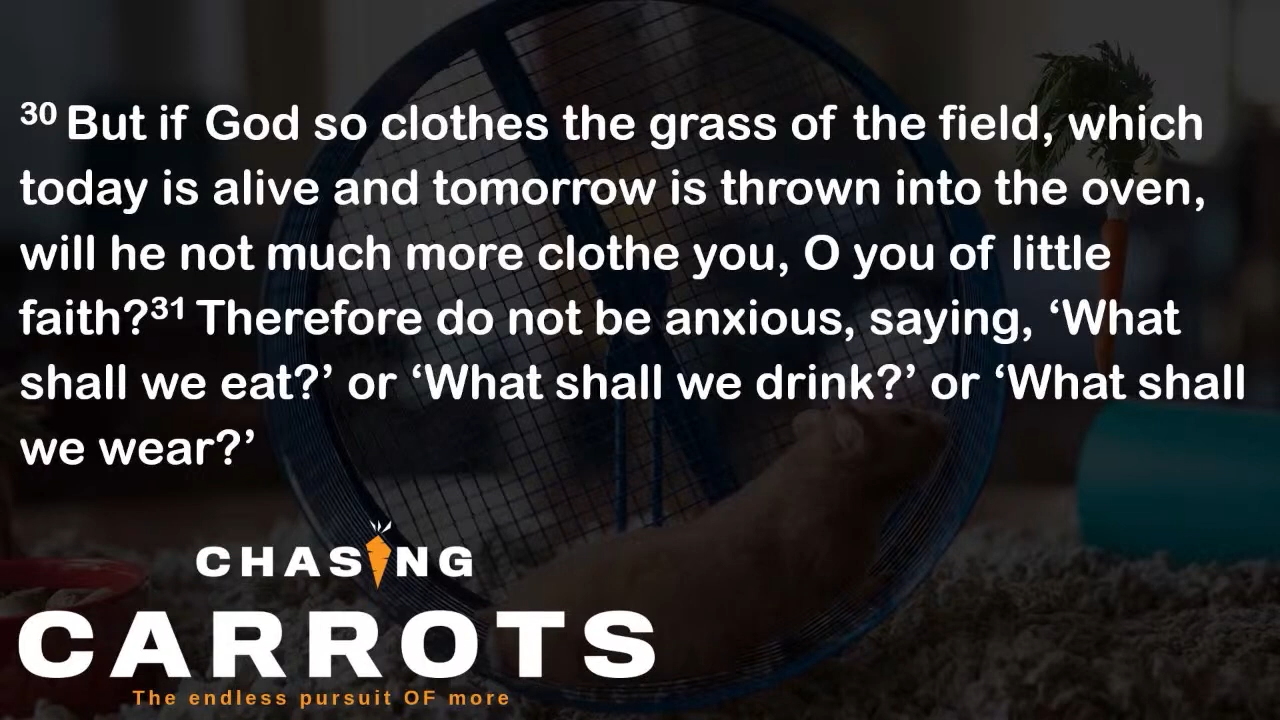 ³⁰ But if God so clothes the grass of the field, which
today is alive and tomorrow is thrown into the oven,
will he not much more clothe you, O you of little
faith?³¹ Therefore do not be anxious, saying, ‘What
shall we eat?’ or ‘What shall we drink?’ or ‘What shall
we wear?’
CHASING
CARROTS
The endless pursuit OF more